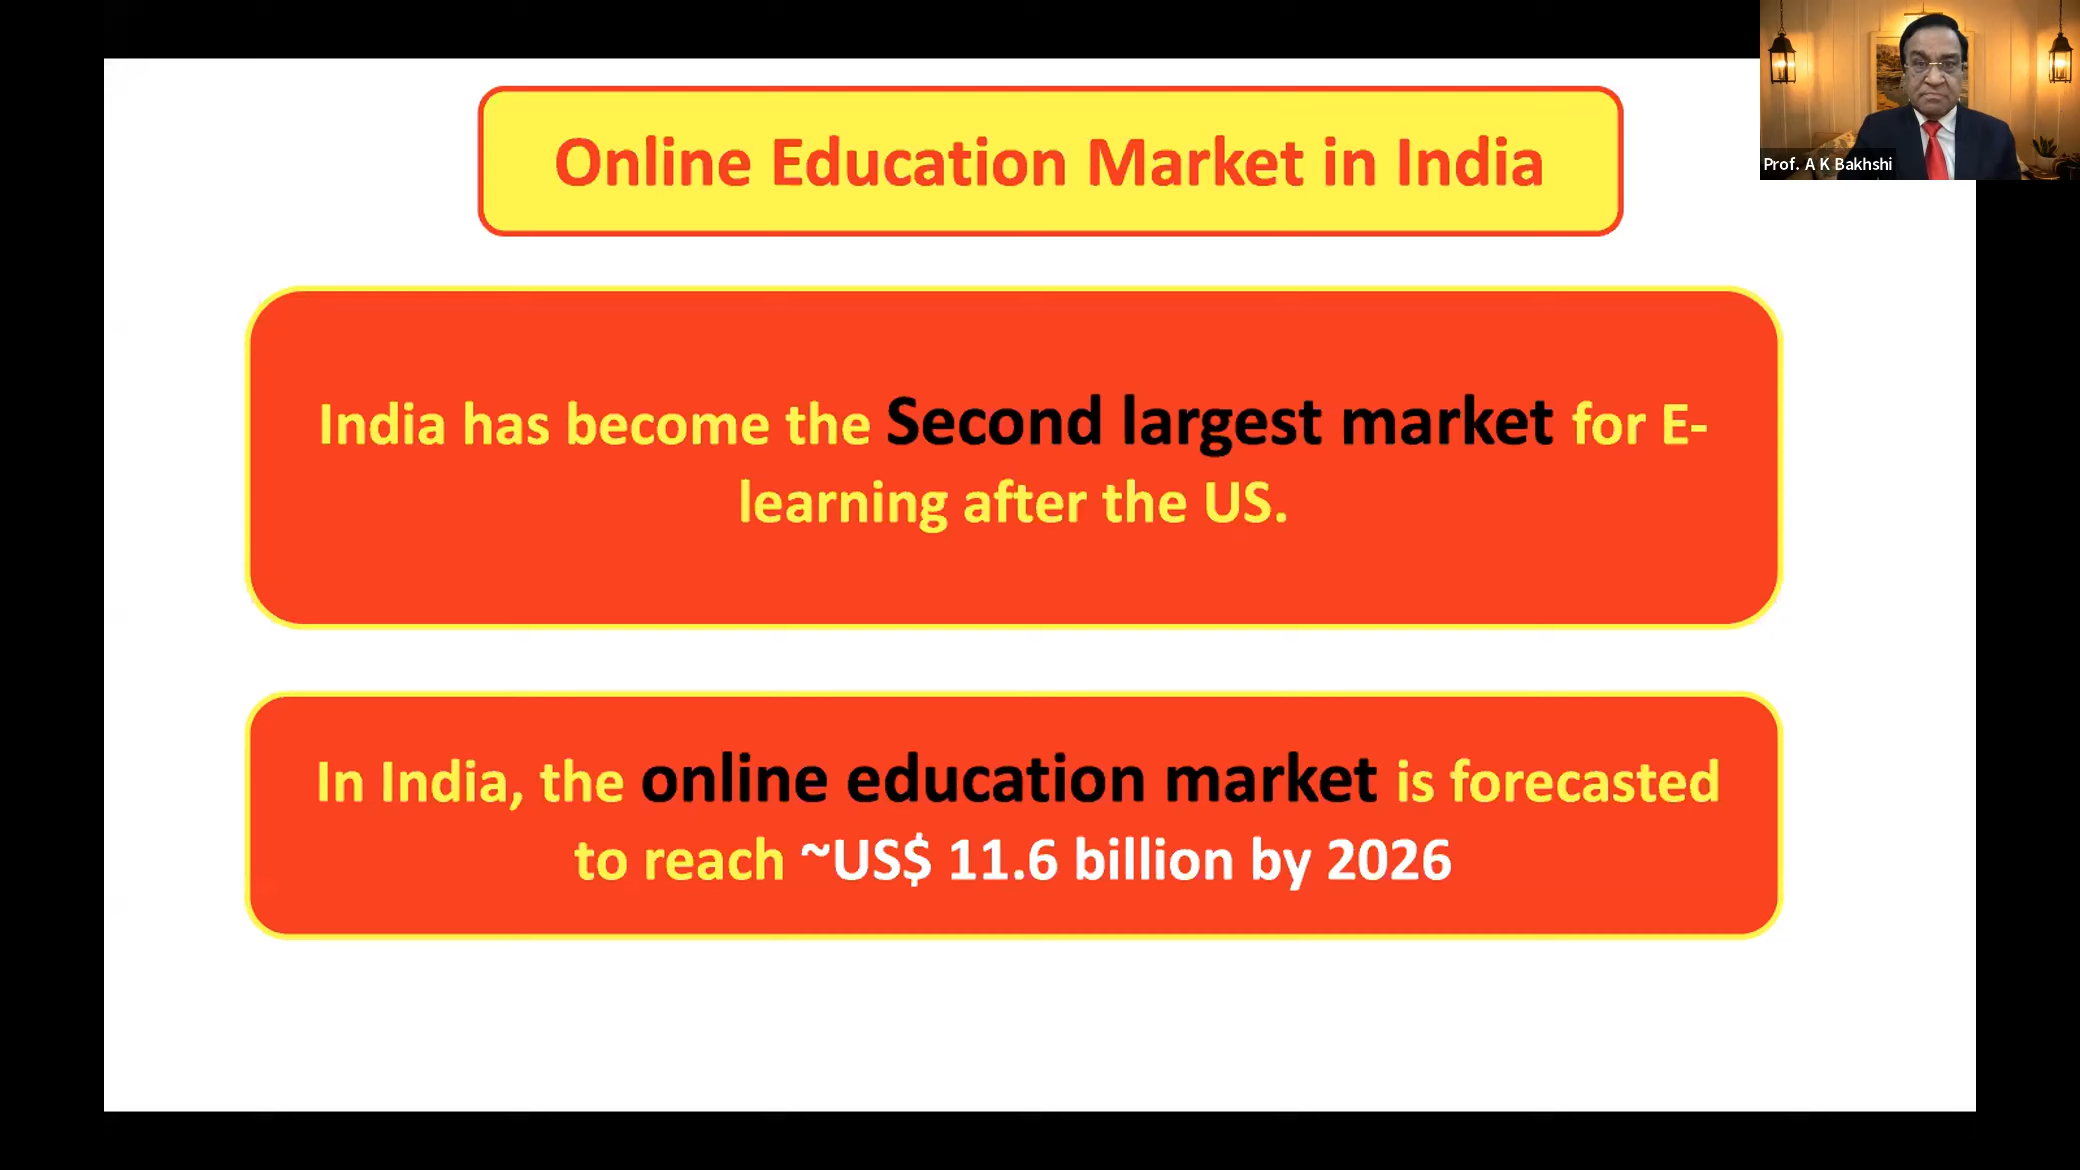 Online Education Market in India
Prof. A K Bakhshi
India has become the Second largest market for E-
learning after the US.
In India, the online education market is forecasted
to reach ~US$ 11.6 billion by 2026